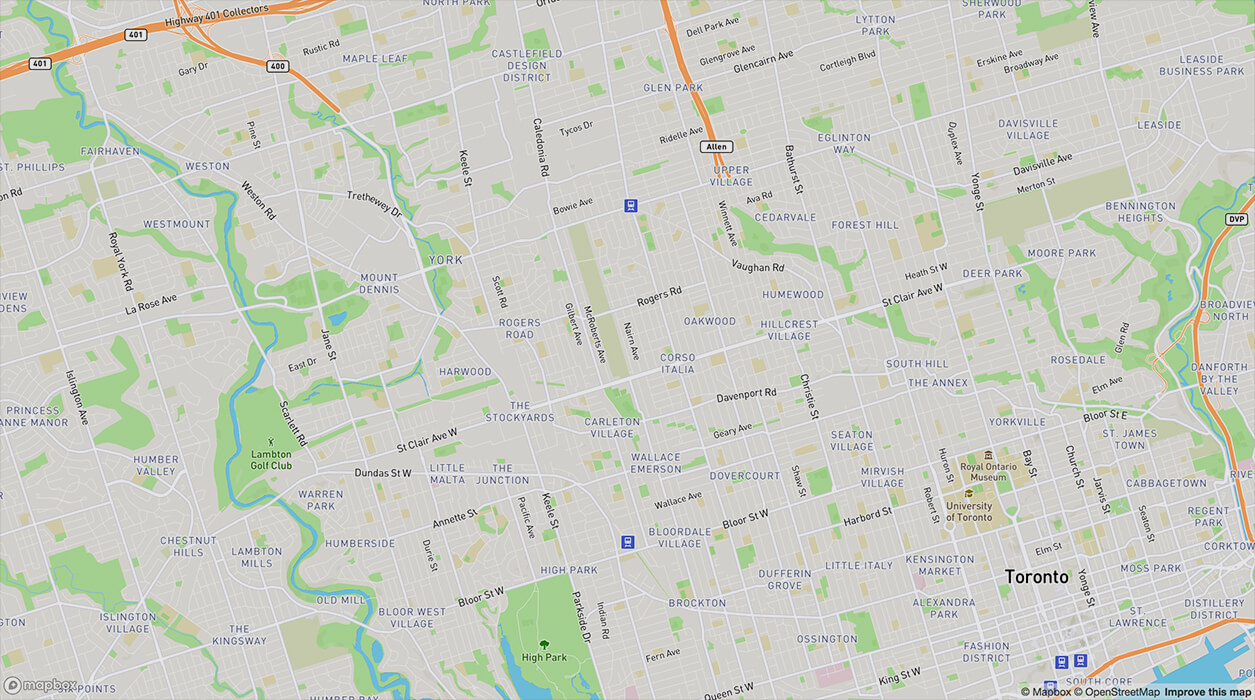 NORTH PARK
Highway 401 Collectors
401
401
400
Rustic Rd
Gary Dr
MAPLE LEAF
CASTLEFIELD
DESIGN
DISTRICT
Dell Park Ave
Glengrove Ave
Glencairn Ave
LYTTON
PARK
Cortleigh Blvd
SHERWOOD
PARK
Erskine Ave
Broadway Ave
LEASIDE
BUSINESS PARK
GLEN PARK
Pine St
FAIRHAVEN
WESTON
ST. PHILLIPS
Tycos Dr
Caledonia Rd
Keele St
Ridelle Ave
Allen
UPPER
VILLAGE
Bathurst St
EGLINTON
WAY
Duplex Ave
DAVISVILLE
VILLAGE
LEASIDE
Davisville Ave
Merton St
Yonge St
Weston Rd
Trethewey Dr
Bowie Ave
Winnett Ave
Ava Rd
CEDARVALE
FOREST HILL
BENNINGTON
HEIGHTS
DVP
WESTMOUNT
Royal York Rd
YORK
MOUNT
DENNIS
La Rose Ave
Scott Rd
Vaughan Rd
Heath St W
DEER PARK
MOORE PARK
Rogers Rd
HUMEWOOD
St Clair Ave W
ROGERS
ROAD
Gilbert Ave
McRoberts Ave
Nairn Ave
OAKWOOD
HILLCREST
VILLAGE
BROADVIEW
NORTH
Glen Rd
Jane St
East Dr
HARWOOD
CORSO
ITALIA
SOUTH HILL
THE ANNEX
ROSEDALE
DANFORTH
BY THE
VALLEY
Elm Ave
Islington Ave
PRINCESS
ANNE MANOR
Scarlett Rd
THE
STOCKYARDS
Davenport Rd
Christie St
Bloor St E
Lambton
Golf Club
St Clair Ave W
CARLETON
VILLAGE
Geary Ave
SEATON
VILLAGE
YORKVILLE
ST. JAMES
TOWN
HUMBER
VALLEY
Dundas St W
LITTLE
MALTA
THE
JUNCTION
WALLACE
EMERSON
DOVERCOURT
Shaw St
MIRVISH
VILLAGE
Huron St
Royal Ontario
Museum
Bay St
Church St
Jarvis St
CABBAGETOWN
WARREN
PARK
Annette St
Pacific Ave
Keele St
Wallace Ave
Bloor St W
Harbord St
Robert St
University
of Toronto
Seaton St
REGENT
PARK
CHESTNUT
HILLS
LAMBTON
MILLS
HUMBERSIDE
Durie St
BLOORDALE
VILLAGE
HIGH PARK
DUFFERIN
GROVE
LITTLE ITALY
KENSINGTON
MARKET
Elm St
Toronto
Yonge St
MOSS PARK
OLD MILL
Bloor St W
BLOOR WEST
VILLAGE
Parkside Dr
Indian Rd
BROCKTON
ALEXANDRA
PARK
ST.
LAWRENCE
DISTILLERY
DISTRICT
ISLINGTON
VILLAGE
THE
KINGSWAY
High Park
Fern Ave
OSSINGTON
FASHION
DISTRICT
King St W
Queen St W
SOUTH CORE
mapbox
© Mapbox © OpenStreetMap Improve this map